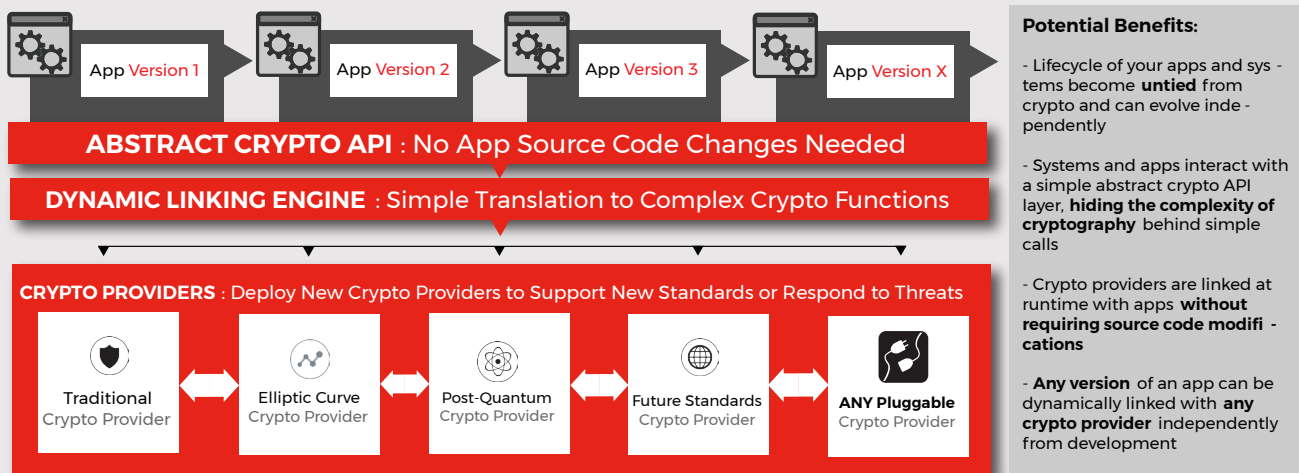 App Version 1
App Version 2
App Version 3
App Version X
ABSTRACT CRYPTO API : No App Source Code Changes Needed
DYNAMIC LINKING ENGINE : Simple Translation to Complex Crypto Functions
CRYPTO PROVIDERS : Deploy New Crypto Providers to Support New Standards or Respond to Threats
Traditional
Crypto Provider
Elliptic Curve
Crypto Provider
Post-Quantum
Crypto Provider
Future Standards
Crypto Provider
ANY Pluggable
Crypto Provider
Potential Benefits:
- Lifecycle of your apps and sys -
tems become untied from
crypto and can evolve inde -
pendently
- Systems and apps interact with
a simple abstract crypto API
layer, hiding the complexity of
cryptography behind simple
calls
- Crypto providers are linked at
runtime with apps without
requiring source code modifi -
cations
- Any version of an app can be
dynamically linked with any
crypto provider independently
from development